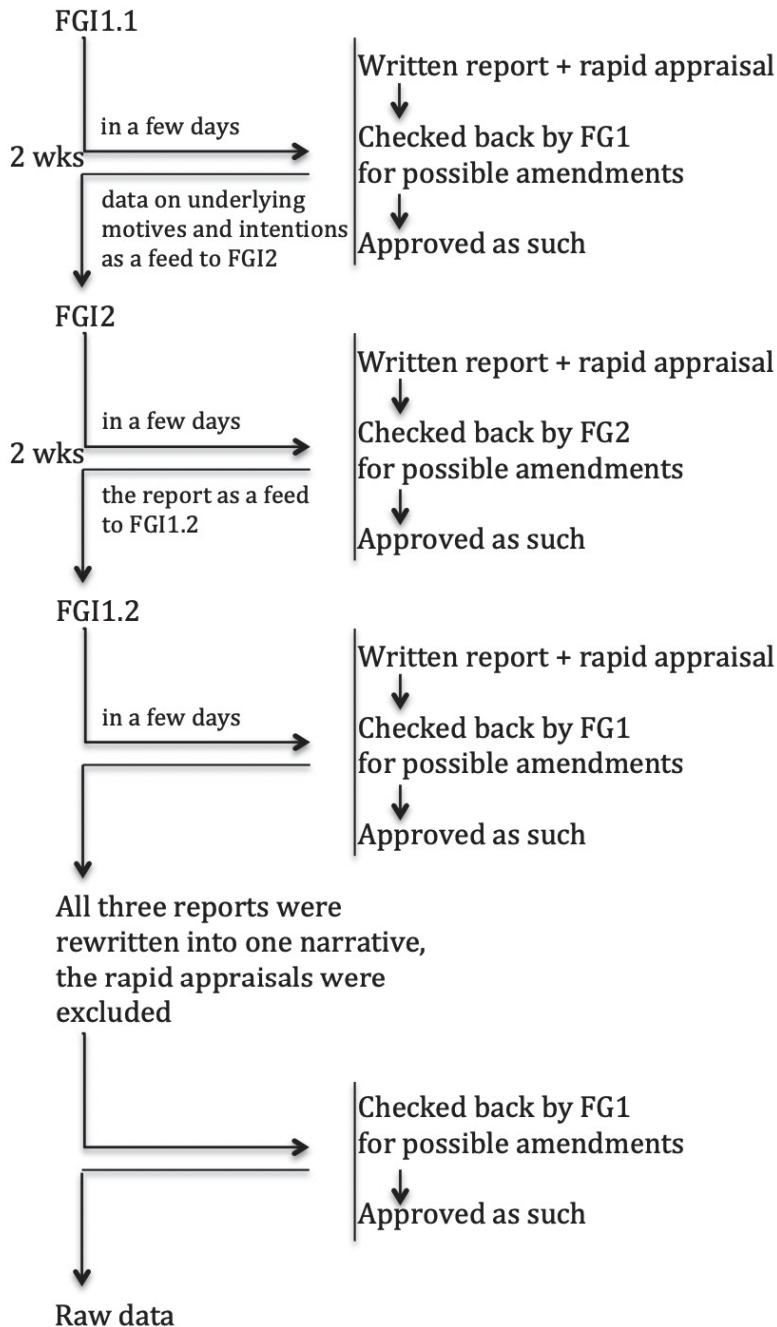 FGI1.1
Written report + rapid appraisal
in a few days
Checked back by FG1
2 wks
for possible amendments
data on underlying
motives and intentions
as a feed to FGI2
Approved as such
FGI2
Written report + rapid appraisal
in a few days
Checked back by FG2
2 wks
for possible amendments
the report as a feed
to FGI1.2
Approved as such
FGI1.2
Written report + rapid appraisal
in a few days
Checked back by FG1
for possible amendments
Approved as such
All three reports were
rewritten into one narrative,
the rapid appraisals were
excluded
Checked back by FG1
for possible amendments
Approved as such
Raw data